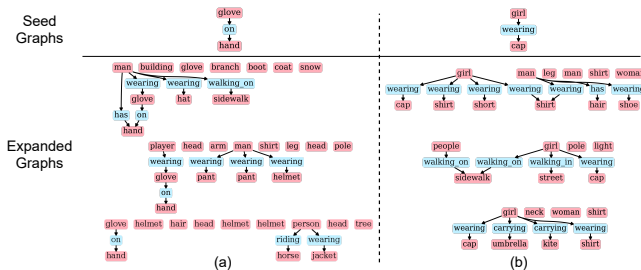 Seed
Graphs
glove
on
hand
girl
wearing
cap
Expanded
Graphs
man building glove branch boot coat snow
wearing wearing walking_on
glove hat sidewalk
has on
hand
player head arm man shirt leg head pole
wearing wearing wearing wearing
glove pant pant helmet
on
hand
glove helmet hair head helmet helmet person head tree
on riding wearing
hand horse jacket
(a)
girl man leg man shirt woma
wearing wearing wearing wearing wearing has wearing
cap shirt short shirt hair shoe
people girl pole light
walking_on walking_on walking_in wearing
sidewalk street cap
girl neck woman shirt
wearing carrying carrying wearing
cap umbrella kite shirt
(b)